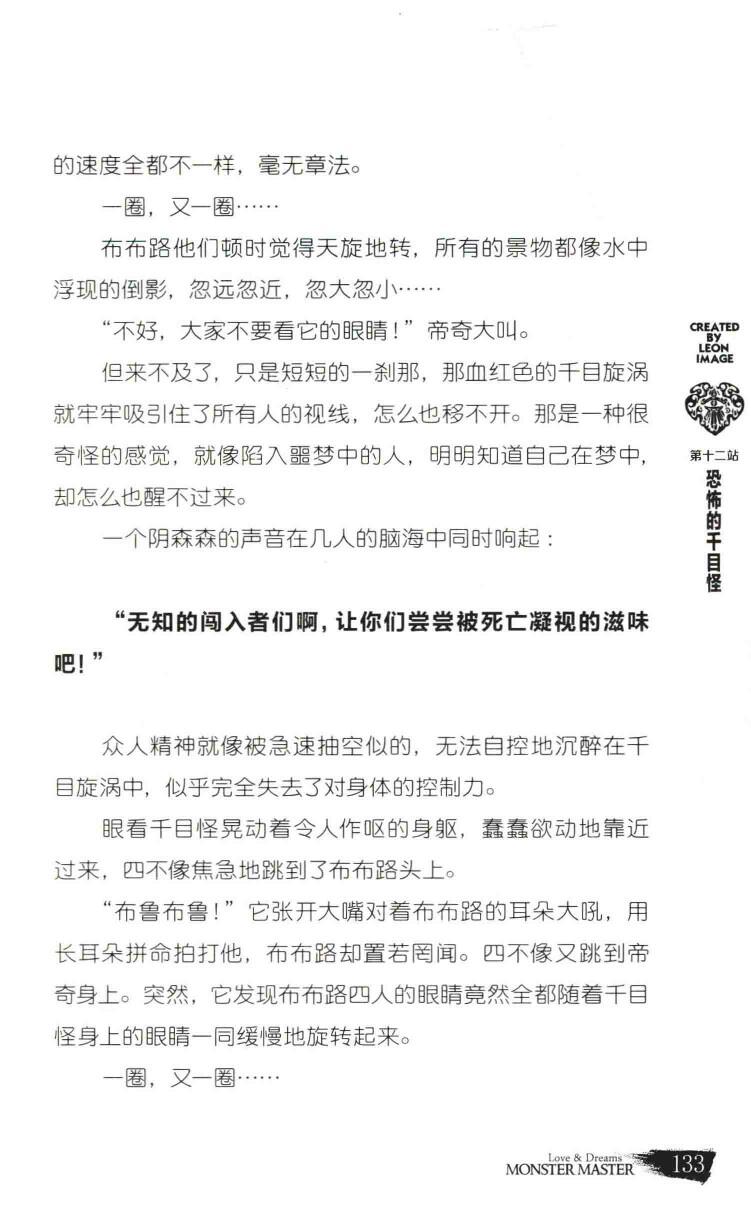 的速度全都不一样，毫无章法。
一圈，又一圈……
布布路他们顿时觉得天旋地转，所有的景物都像水中
浮现的倒影，忽远忽近，忽大忽小……
“不好，大家不要看它的眼睛！”帝奇大叫。
但来不及了，只是短短的一刹那，那血红色的千目旋涡
就牢牢吸引住了所有人的视线，怎么也移不开。那是一种很
奇怪的感觉，就像陷入噩梦中的人，明明知道自己在梦中，
却怎么也醒不过来。
一个阴森森的声音在几人的脑海中同时响起：
“无知的闯入者们啊，让你们尝尝被死亡凝视的滋味
吧！”
众人精神就像被急速抽空似的，无法自控地沉醉在千
目旋涡中，似乎完全失去了对身体的控制力。
眼看千目怪晃动着令人作呕的身躯，蠢蠢欲动地靠近
过来，四不像焦急地跳到了布布路头上。
“布鲁布鲁！”它张开大嘴对着布布路的耳朵大吼，用
长耳朵拼命拍打他，布布路却置若罔闻。四不像又跳到帝
奇身上。突然，它发现布布路四人的眼睛竟然全都随着千目
怪身上的眼睛一同缓慢地旋转起来。
一圈，又一圈……
CREATED
BY
LEON
IMAGE
第十二站
恐怖的千目怪
Love & Dreams
MONSTER MASTER
133